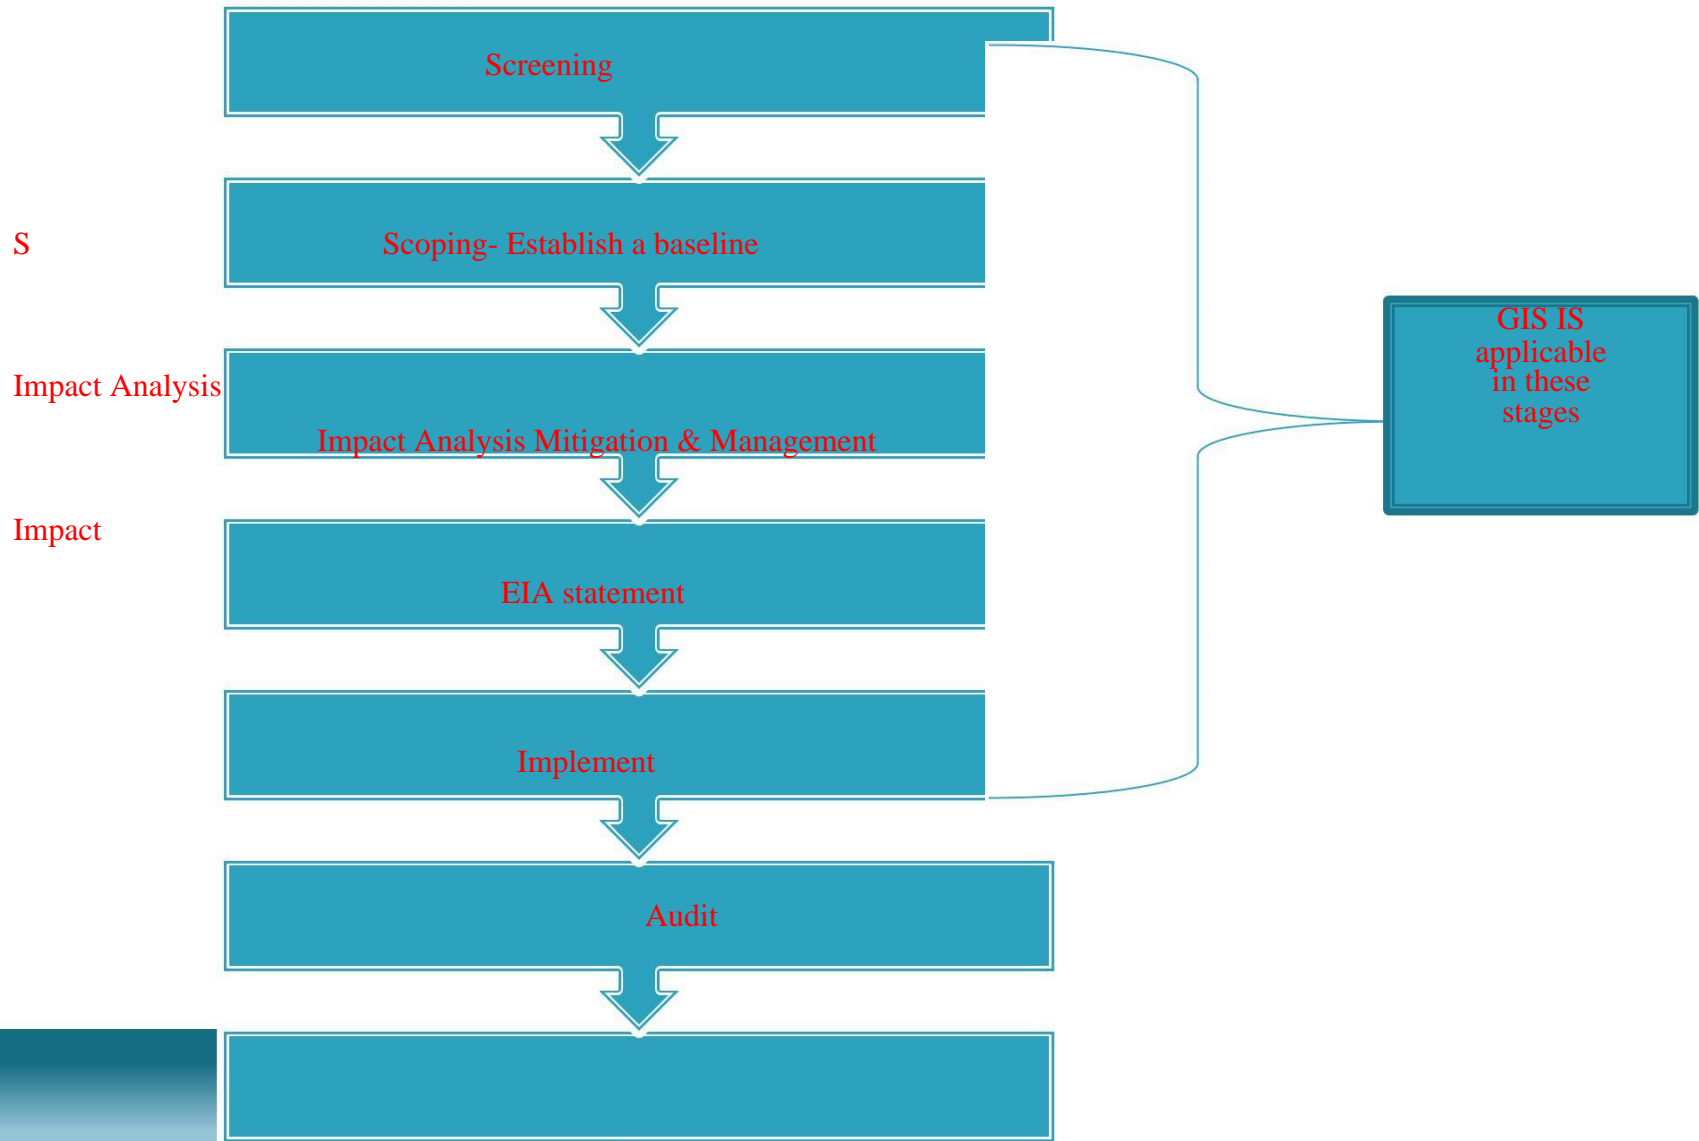 Screening
S
Scoping- Establish a baseline
Impact Analysis
Impact Analysis Mitigation & Management
Impact
EIA statement
Implement
Audit
GIS IS
applicable
in these
stages